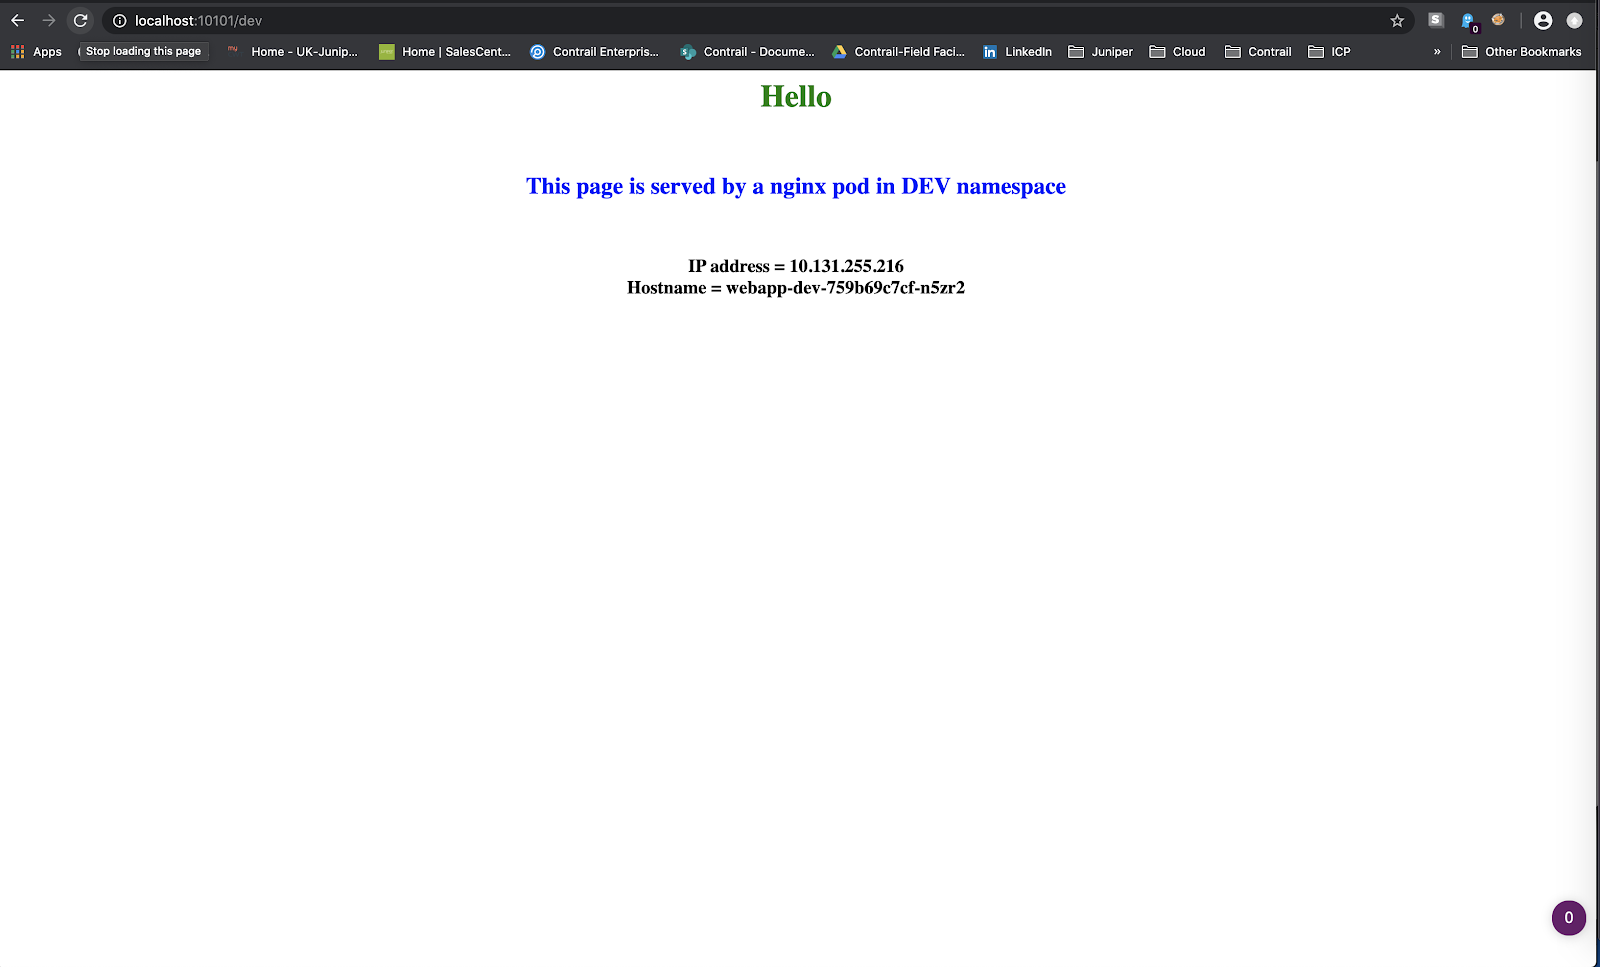 localhost:10101/dev
0
Apps
Stop loading this page
my
Home - UK-Junip...
Home | SalesCent...
Contrail Enterpris...
Contrail - Docume...
Contrail-Field Faci...
LinkedIn
Juniper
Cloud
Contrail
ICP
»
Other Bookmarks
Hello
This page is served by a nginx pod in DEV namespace
IP address = 10.131.255.216
Hostname = webapp-dev-759b69c7cf-n5zr2
0